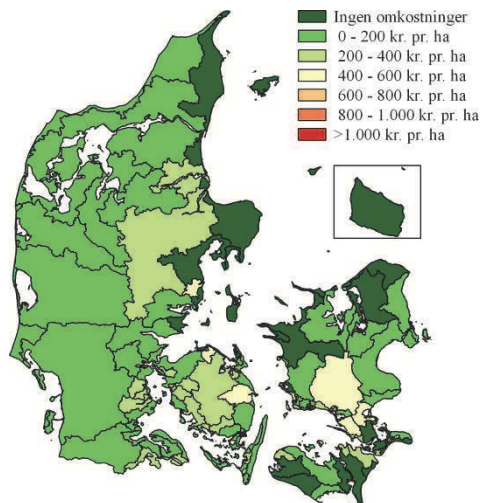 Ingen omkostninger
0 - 200 kr. pr. ha
200 - 400 kr. pr. ha
400 - 600 kr. pr. ha
600 - 800 kr. pr. ha
800 - 1.000 kr. pr. ha
>1.000 kr. pr. ha